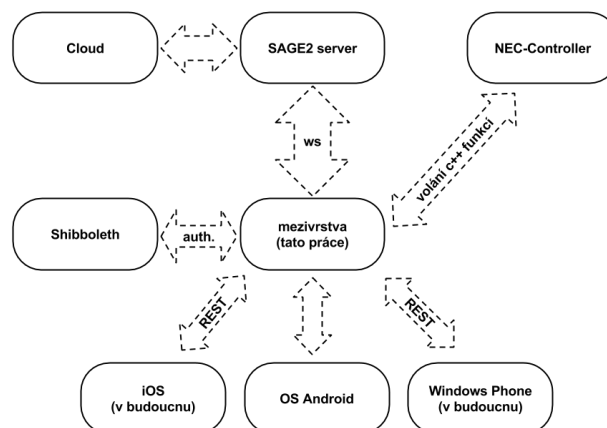 Cloud
SAGE2 server
NEC-Controller
ws
volání c++ funkcí
Shibboleth
auth.
mezivrstva
(tato práce)
REST
REST
iOS
(v budoucnu)
OS Android
Windows Phone
(v budoucnu)